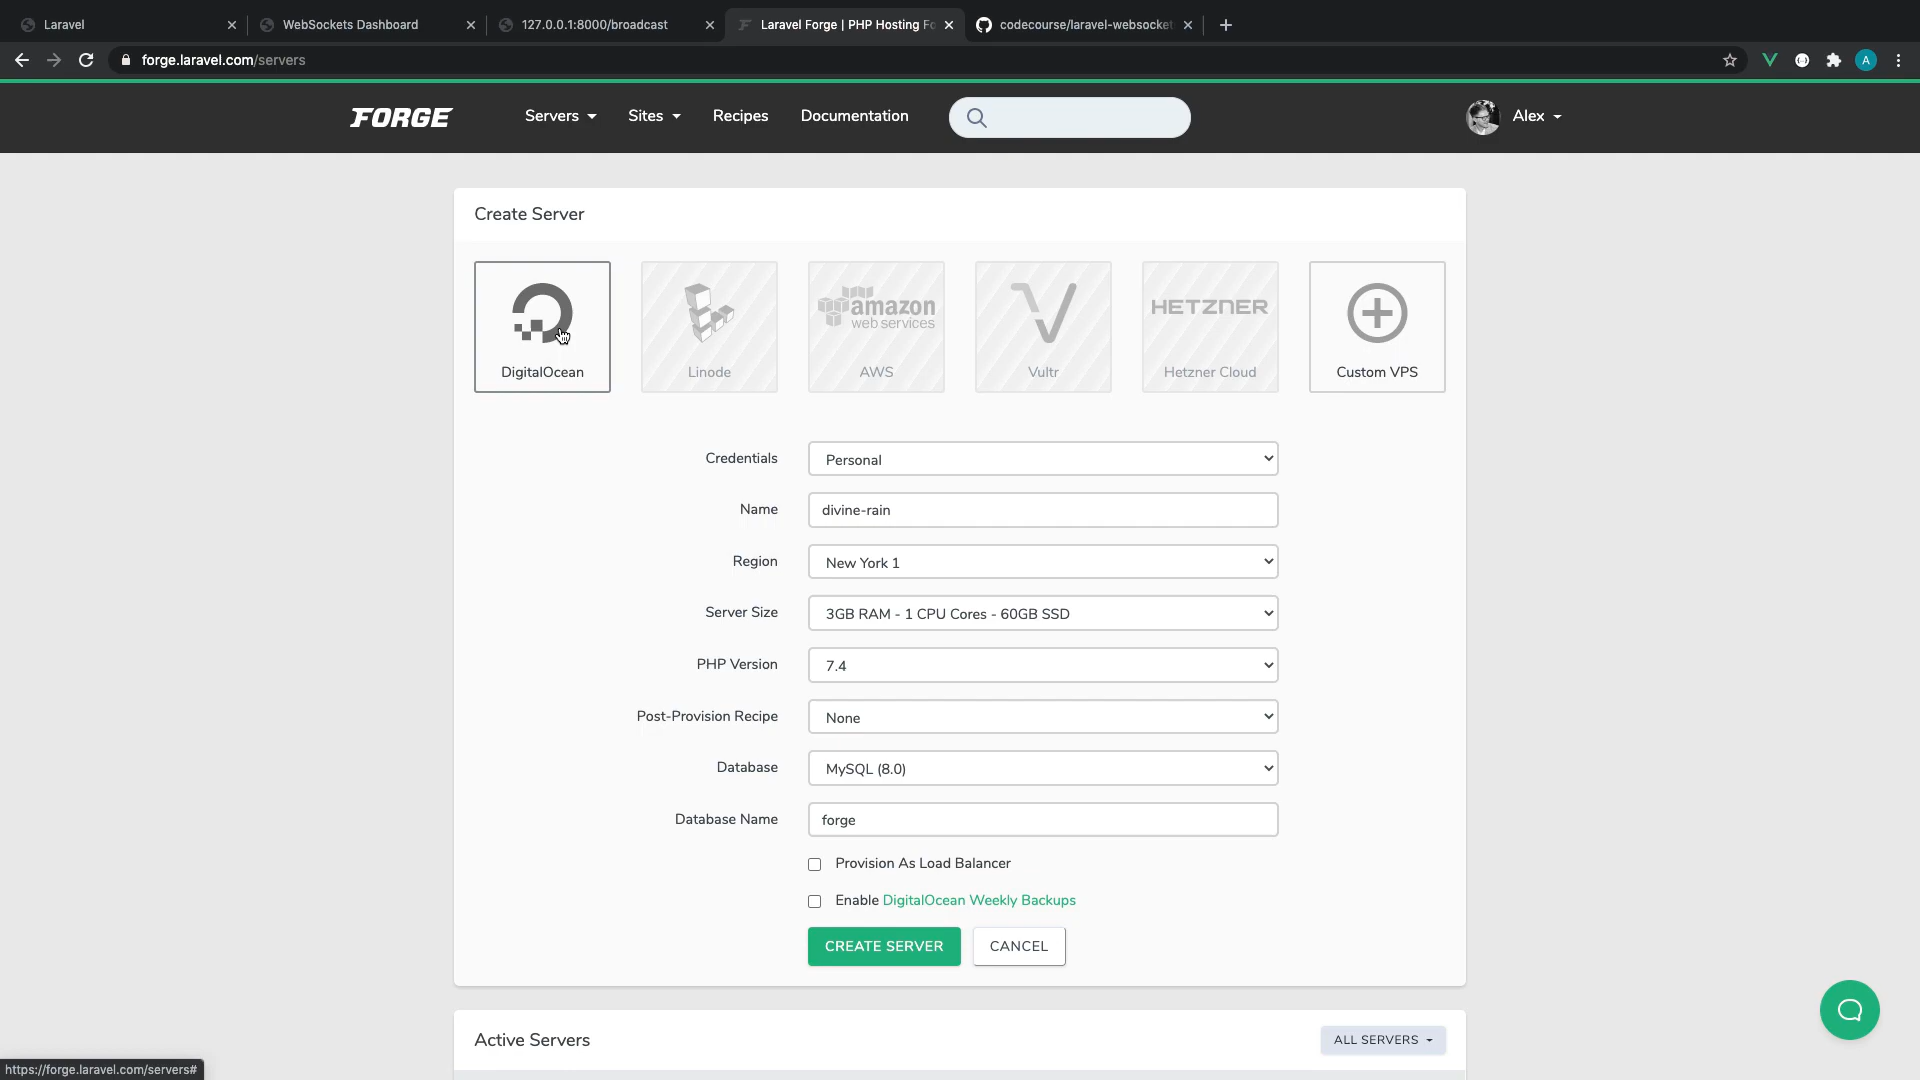 Laravel
WebSockets Dashboard
127.0.0.1:8000/broadcast
Laravel Forge | PHP Hosting Fo
codecourse/laravel-websocket
forge.laravel.com/servers
A
FORGE
Servers
Sites
Recipes
Documentation
Alex
Create Server
DigitalOcean
Linode
amazon
web services
AWS
Vultr
HETZNER
Hetzner Cloud
Custom VPS
Credentials
Personal
Name
divine-rain
Region
New York 1
Server Size
3GB RAM - 1 CPU Cores - 60GB SSD
PHP Version
7.4
Post-Provision Recipe
None
Database
MySQL (8.0)
Database Name
forge
Provision As Load Balancer
Enable DigitalOcean Weekly Backups
CREATE SERVER
CANCEL
Active Servers
ALL SERVERS
https://forge.laravel.com/servers#